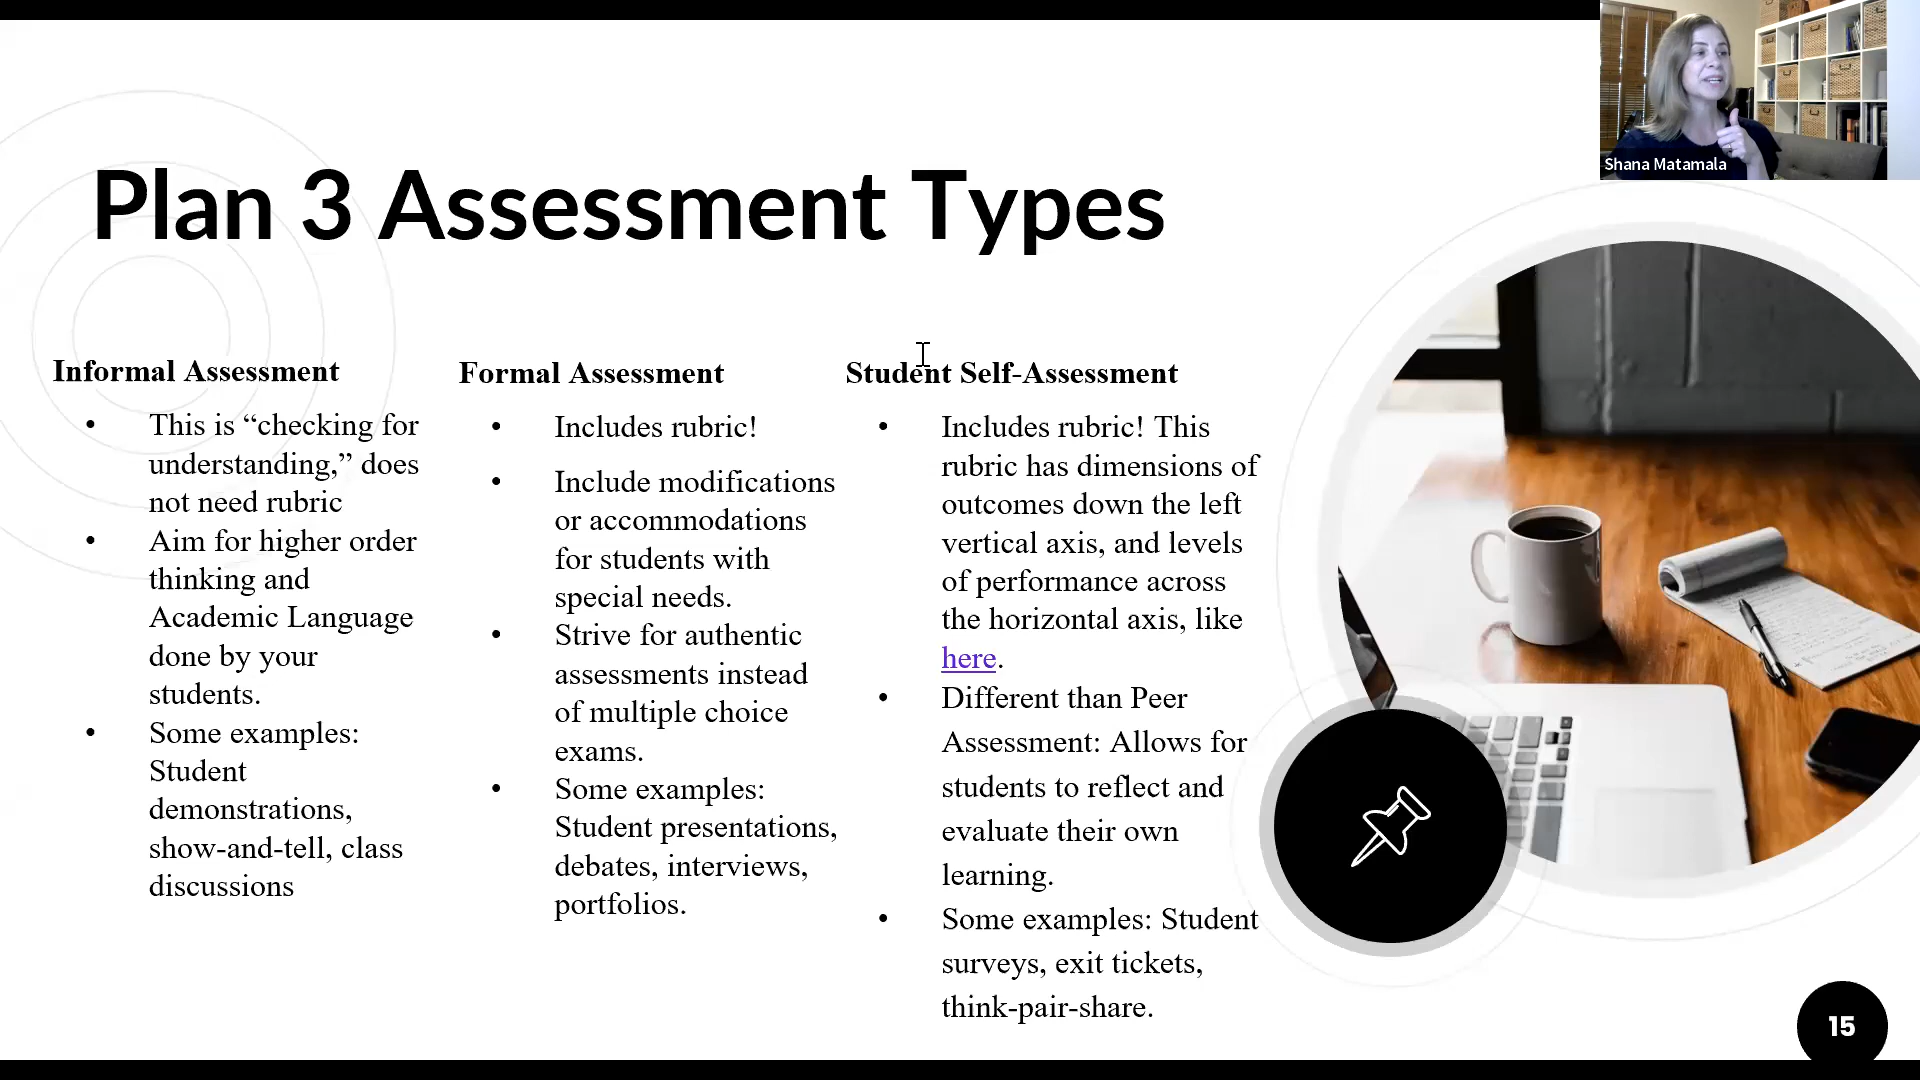 Shana Matamala
Plan 3 Assessment Types
Informal Assessment
• This is “checking for
understanding,” does
not need rubric
• Aim for higher order
thinking and
Academic Language
done by your
students.
• Some examples:
Student
demonstrations,
show-and-tell, class
discussions
Formal Assessment
• Includes rubric!
• Include modifications
or accommodations
for students with
special needs.
• Strive for authentic
assessments instead
of multiple choice
exams.
• Some examples:
Student presentations,
debates, interviews,
portfolios.
Student Self-Assessment
• Includes rubric! This
rubric has dimensions of
outcomes down the left
vertical axis, and levels
of performance across
the horizontal axis, like
here.
• Different than Peer
Assessment: Allows for
students to reflect and
evaluate their own
learning.
• Some examples: Student
surveys, exit tickets,
think-pair-share.
15